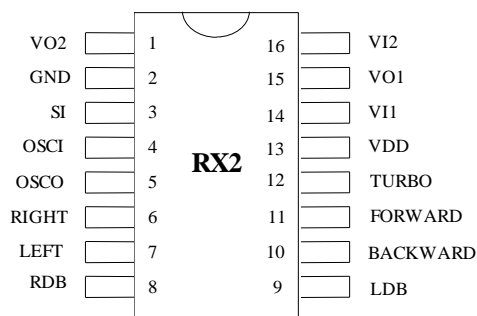 VO2 1 16 VI2
GND 2 15 VO1
SI 3 14 VI1
OSCI 4 13 VDD
RX2
OSCO 5 12 TURBO
RIGHT 6 11 FORWARD
LEFT 7 10 BACKWARD
RDB 8 9 LDB